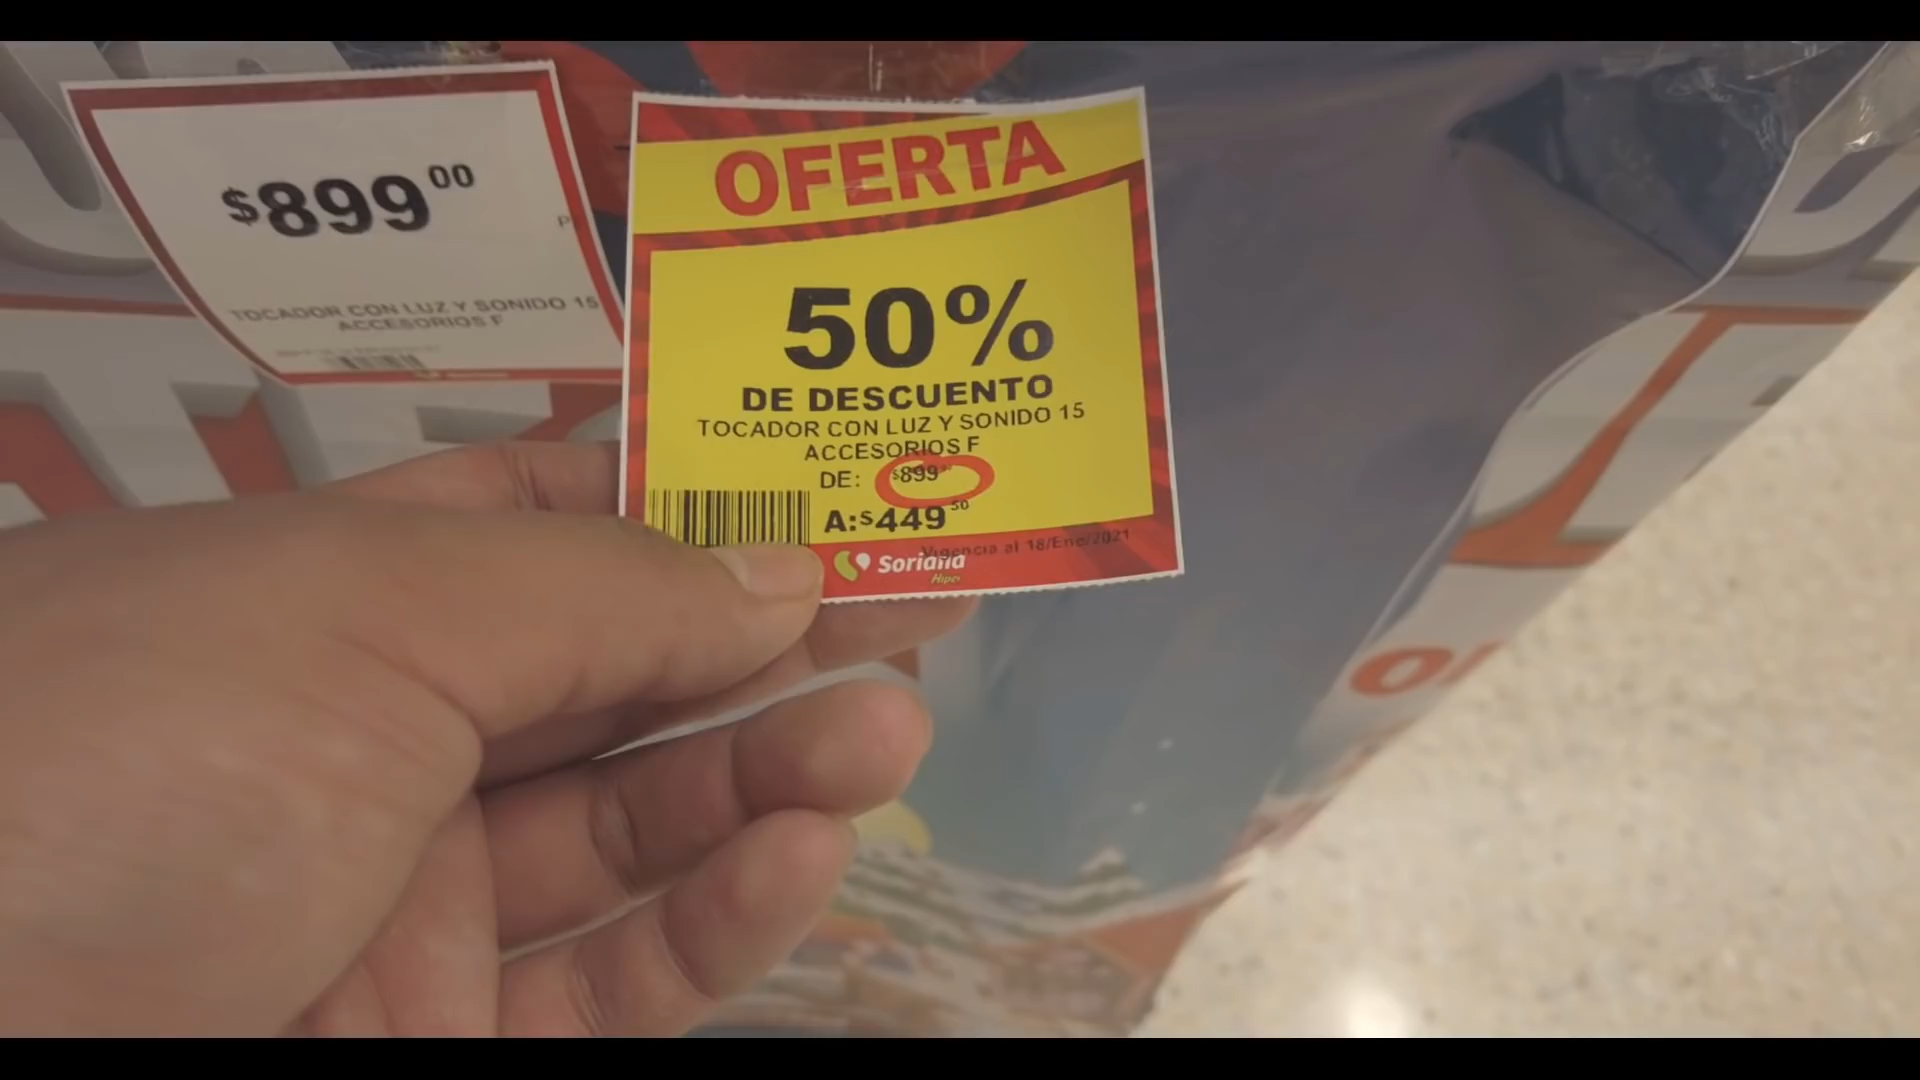 $899 00
TOCADOR CON LUZ Y SONIDO 15
ACCESORIOS F
OFERTA
50%
DE DESCUENTO
TOCADOR CON LUZ Y SONIDO 15
ACCESORIOS F
DE: $899
A:$449 50
Vigencia al 18/Ene/2021
Soriana
Hiper